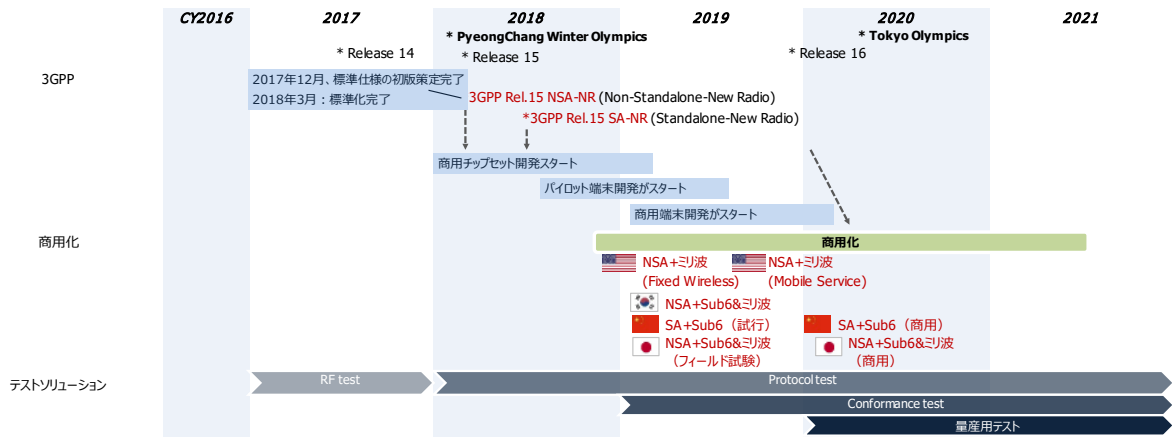 CY2016
2017
2018
2019
2020
2021
* PyeongChang Winter Olympics
* Tokyo Olympics
* Release 14
* Release 15
* Release 16
3GPP
2017年12月、標準仕様の初版策定完了
2018年3月:標準化完了
3GPP Rel.15 NSA-NR (Non-Standalone-New Radio)
*3GPP Rel.15 SA-NR (Standalone-New Radio)
商用チップセット開発スタート
パイロット端末開発がスタート
商用端末開発がスタート
商用化
商用化
NSA+ミリ波
(Fixed Wireless)
NSA+ミリ波
(Mobile Service)
NSA+Sub6&ミリ波
SA+Sub6(試行)
SA+Sub6(商用)
NSA+Sub6&ミリ波
(フィールド試験)
NSA+Sub6&ミリ波
(商用)
テストソリューション
RF test
Protocol test
Conformance test
量産用テスト